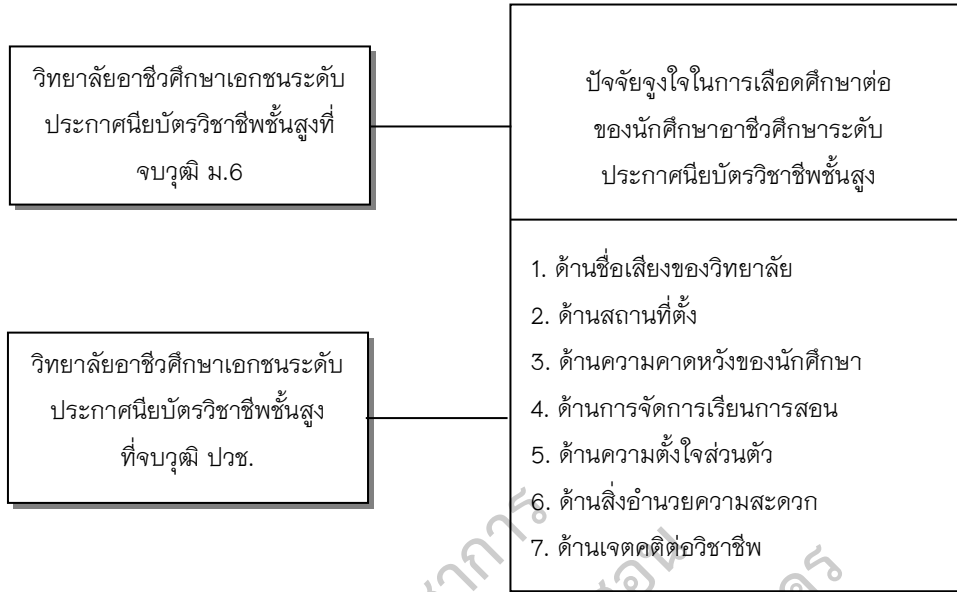 วิทยาลัยอาชีวศึกษาเอกชนระดับ
ประกาศนียบัตรวิชาชีพชั้นสูงที่
จบวุฒิ ม.6
วิทยาลัยอาชีวศึกษาเอกชนระดับ
ประกาศนียบัตรวิชาชีพชั้นสูง
ที่จบวุฒิ ปวช.
ปัจจัยจูงใจในการเลือดศึกษาต่อ
ของนักศึกษาอาชีวศึกษาระดับ
ประกาศนียบัตรวิชาชีพชั้นสูง
1. ด้านชื่อเสียงของวิทยาลัย
2. ด้านสถานที่ตั้ง
3. ด้านความคาดหวังของนักศึกษา
4. ด้านการจัดการเรียนการสอน
5. ด้านความตั้งใจส่วนตัว
6. ด้านสิ่งอำนวยความสะดวก
7. ด้านเจตคติต่อวิชาชีพ